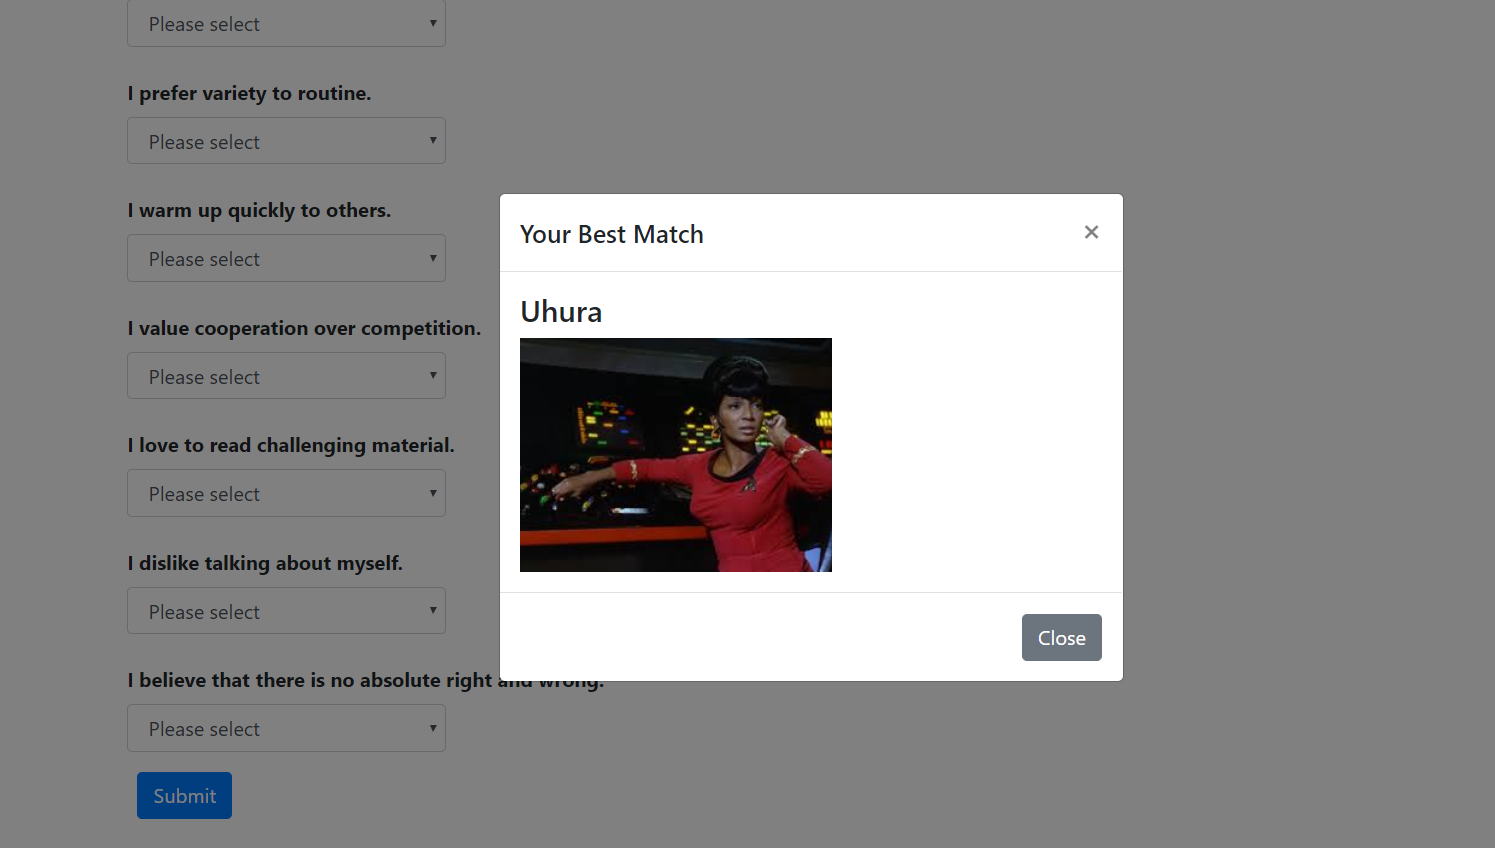 Please select
I prefer variety to routine.
Please select
I warm up quickly to others.
Please select
I value cooperation over competition.
Please select
I love to read challenging material.
Please select
I dislike talking about myself.
Please select
I believe that there is no absolute right and wrong.
Please select
Submit
Your Best Match
×
Uhura
Close